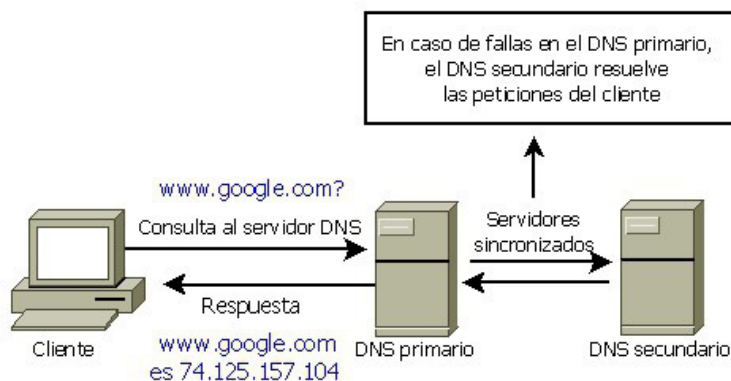 En caso de fallas en el DNS primario,
el DNS secundario resuelve
las peticiones del cliente
www.google.com?
Consulta al servidor DNS
Servidores
sincronizados
Respuesta
Cliente
www.google.com
es 74.125.157.104
DNS primario
DNS secundario